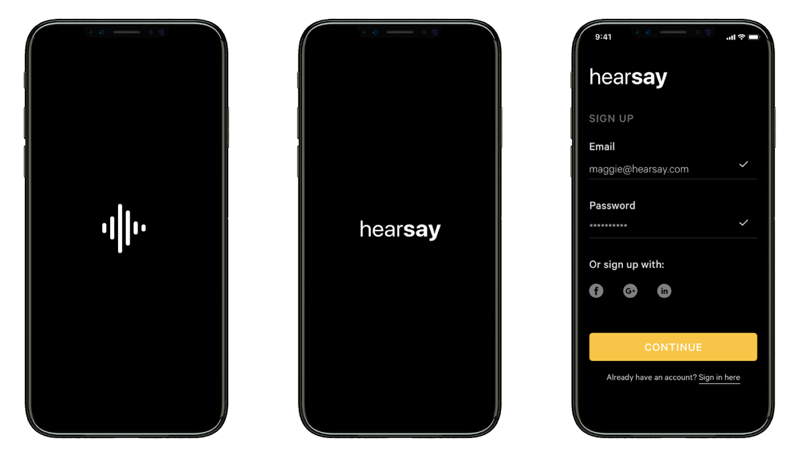 hearsay
9:41
hearsay
SIGN UP
Email
maggie@hearsay.com
Password
**********
Or sign up with:
f
G+
in
CONTINUE
Already have an account? Sign in here